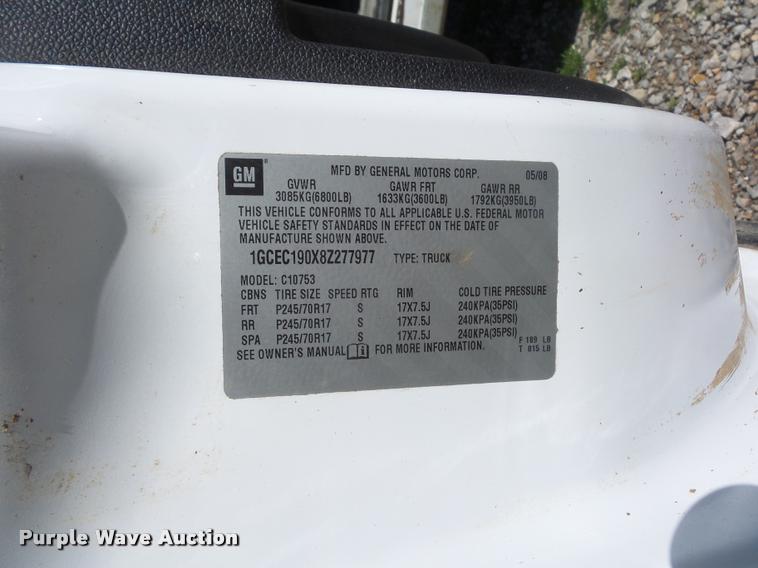 GM ® MFD BY GENERAL MOTORS CORP. 05/08
GVWR GAWR FRT GAWR RR
3085KG(6800LB) 1633KG(3600LB) 1792KG(3950LB)
THIS VEHICLE CONFORMS TO ALL APPLICABLE U.S. FEDERAL MOTOR
VEHICLE SAFETY STANDARDS IN EFFECT ON THE DATE OF
MANUFACTURE SHOWN ABOVE.
1GCEC190X8Z277977 TYPE: TRUCK
MODEL: C10753
CBNS TIRE SIZE SPEED RTG RIM COLD TIRE PRESSURE
FRT P245/70R17 S 17X7.5J 240KPA(35PSI)
RR P245/70R17 S 17X7.5J 240KPA(35PSI)
SPA P245/70R17 S 17X7.5J 240KPA(35PSI)
SEE OWNER'S MANUAL FOR MORE INFORMATION.
F 189 LB
T 815 LB
Purple Wave Auction